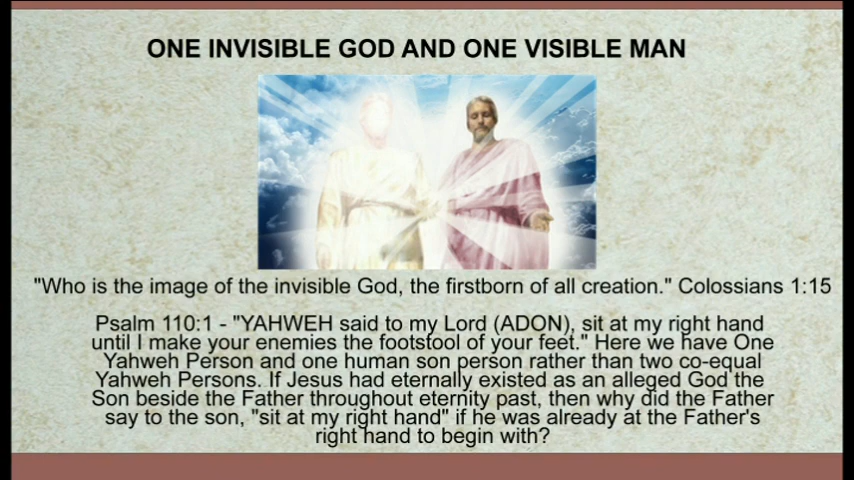 ONE INVISIBLE GOD AND ONE VISIBLE MAN
"Who is the image of the invisible God, the firstborn of all creation." Colossians 1:15
Psalm 110:1 - "YAHWEH said to my Lord (ADON), sit at my right hand
until I make your enemies the footstool of your feet." Here we have One
Yahweh Person and one human son person rather than two co-equal
Yahweh Persons. If Jesus had eternally existed as an alleged God the
Son beside the Father throughout eternity past, then why did the Father
say to the son, "sit at my right hand" if he was already at the Father's
right hand to begin with?